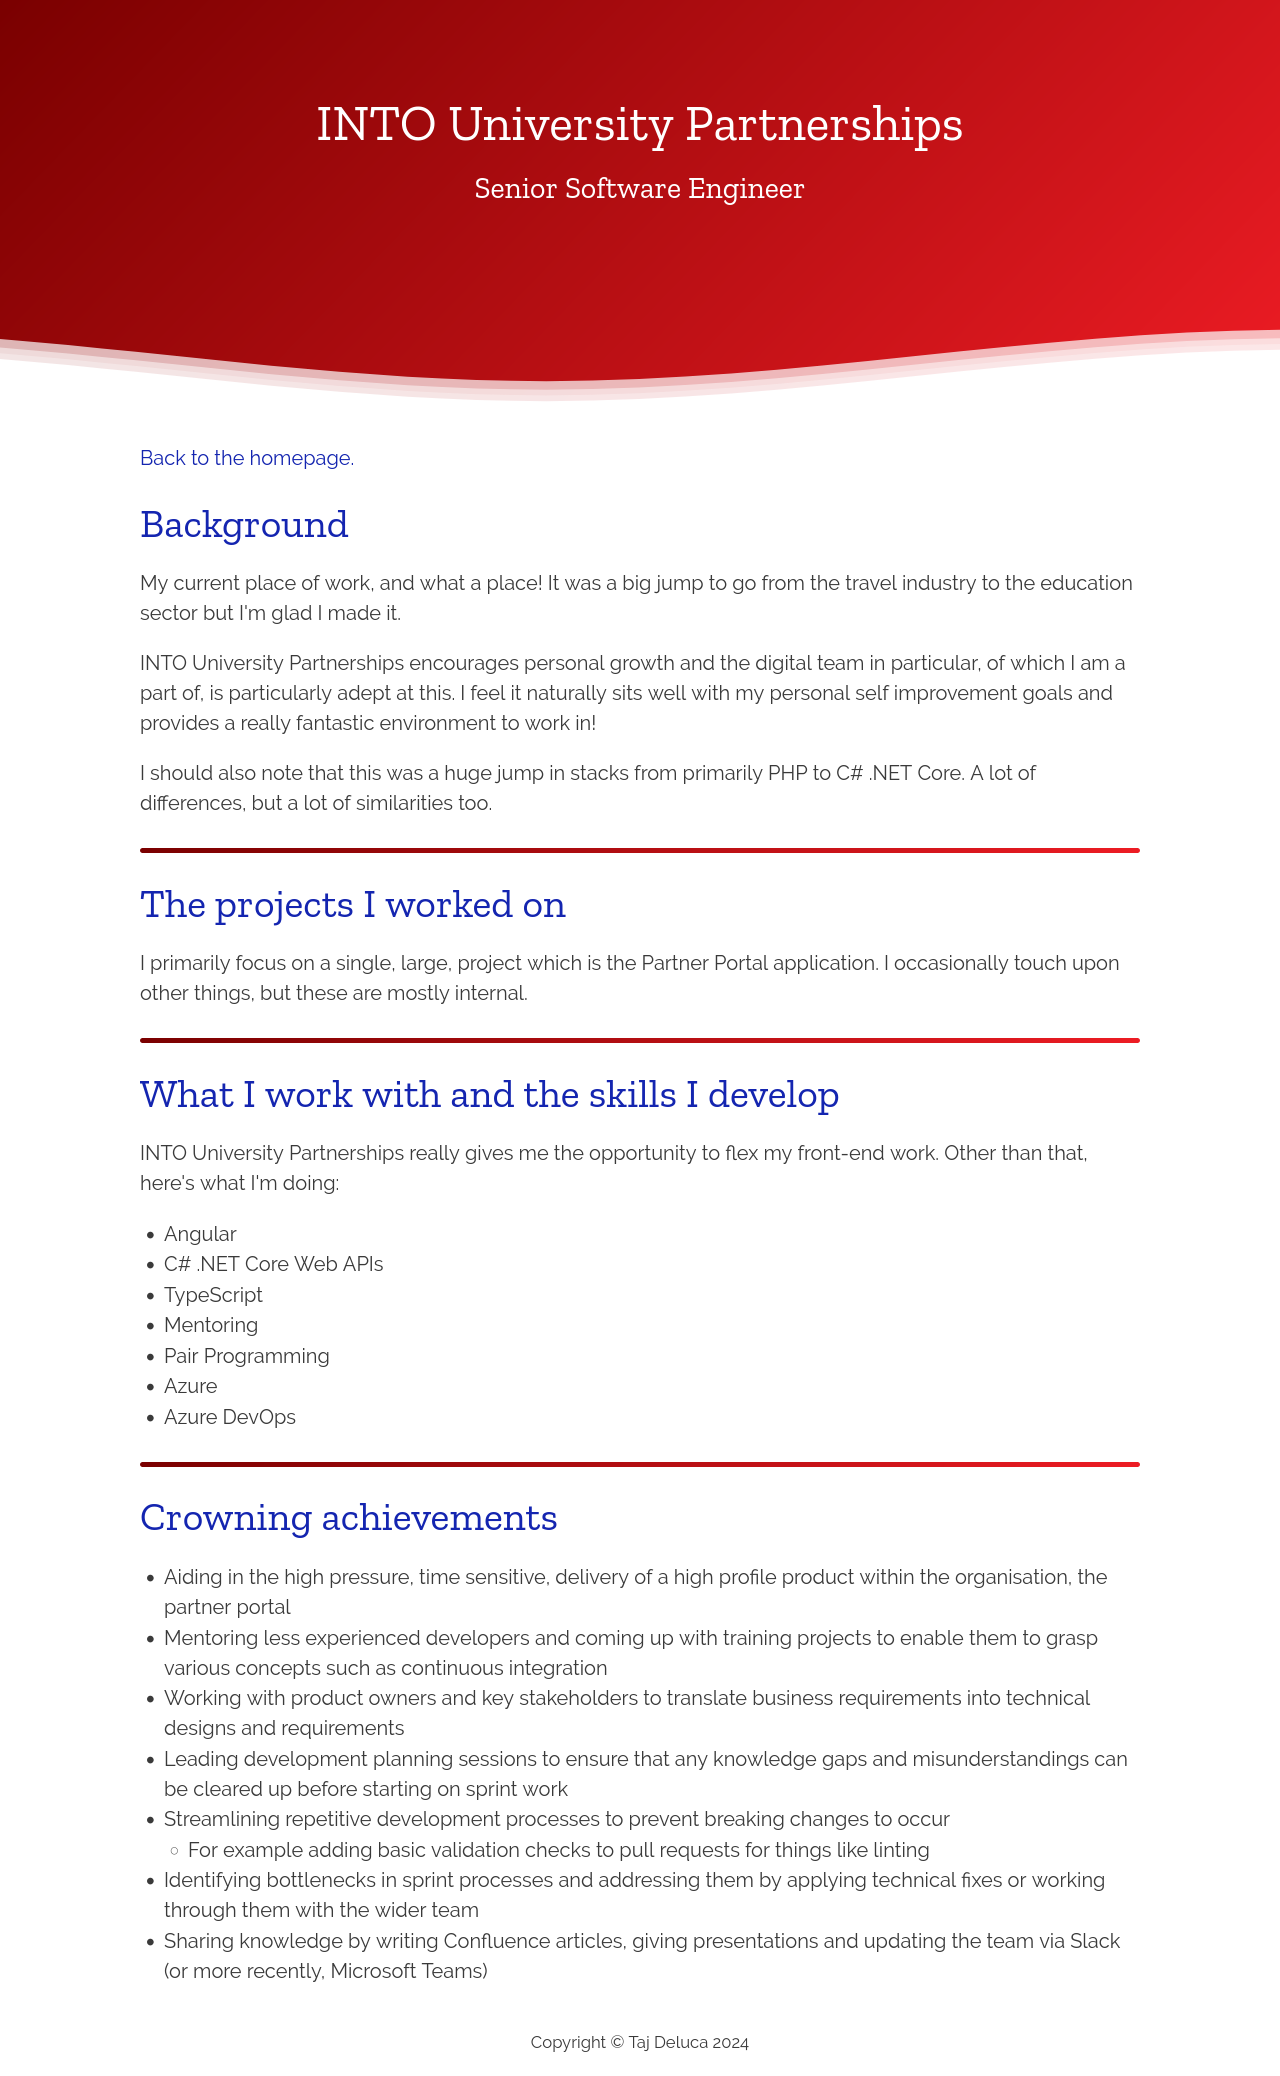 INTO University Partnerships
Senior Software Engineer
Back to the homepage.
Background
My current place of work, and what a place! It was a big jump to go from the travel industry to the education
sector but I'm glad I made it.
INTO University Partnerships encourages personal growth and the digital team in particular, of which I am a
part of, is particularly adept at this. I feel it naturally sits well with my personal self improvement goals and
provides a really fantastic environment to work in!
I should also note that this was a huge jump in stacks from primarily PHP to C# .NET Core. A lot of
differences, but a lot of similarities too.
The projects I worked on
I primarily focus on a single, large, project which is the Partner Portal application. I occasionally touch upon
other things, but these are mostly internal.
What I work with and the skills I develop
INTO University Partnerships really gives me the opportunity to flex my front-end work. Other than that,
here's what I'm doing:
• Angular
• C# .NET Core Web APIs
• TypeScript
• Mentoring
• Pair Programming
• Azure
• Azure DevOps
Crowning achievements
• Aiding in the high pressure, time sensitive, delivery of a high profile product within the organisation, the
partner portal
• Mentoring less experienced developers and coming up with training projects to enable them to grasp
various concepts such as continuous integration
• Working with product owners and key stakeholders to translate business requirements into technical
designs and requirements
• Leading development planning sessions to ensure that any knowledge gaps and misunderstandings can
be cleared up before starting on sprint work
• Streamlining repetitive development processes to prevent breaking changes to occur
◦ For example adding basic validation checks to pull requests for things like linting
• Identifying bottlenecks in sprint processes and addressing them by applying technical fixes or working
through them with the wider team
• Sharing knowledge by writing Confluence articles, giving presentations and updating the team via Slack
(or more recently, Microsoft Teams)
Copyright © Taj Deluca 2024